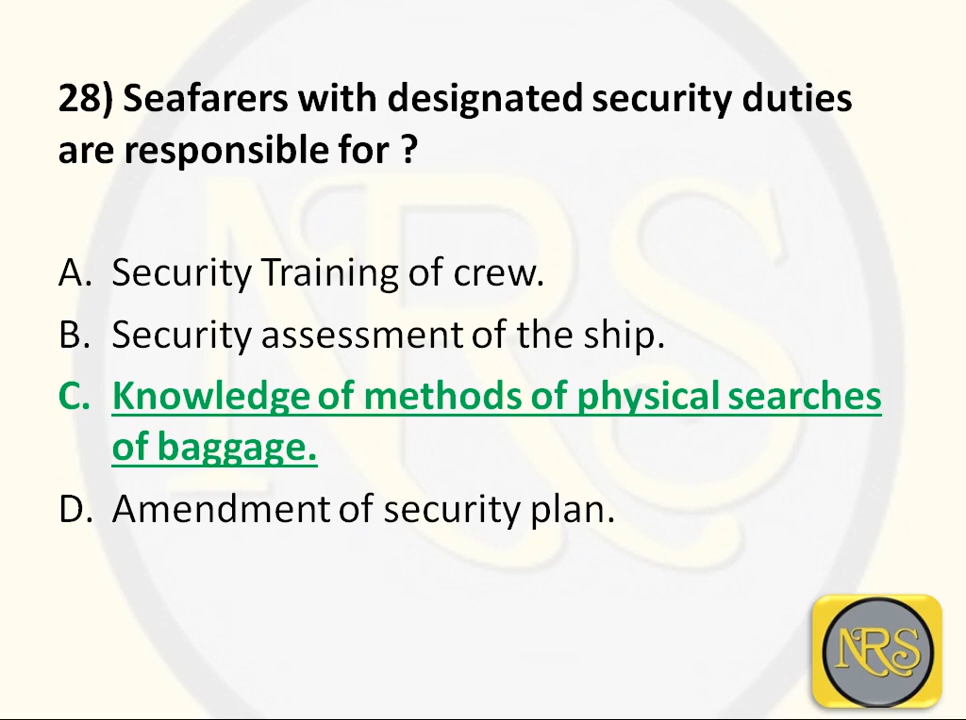 28) Seafarers with designated security duties
are responsible for ?
A. Security Training of crew.
B. Security assessment of the ship.
C. Knowledge of methods of physical searches
of baggage.
D. Amendment of security plan.
NRS
NRS